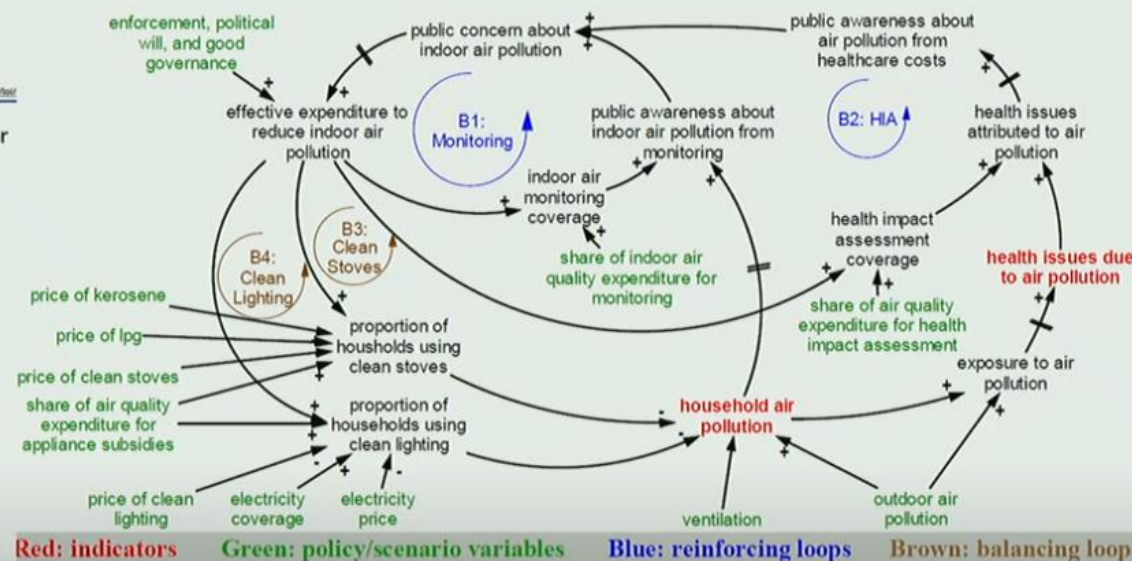 enforcement, political
will, and good
governance
public concern about
indoor air pollution
public awareness about
air pollution from
healthcare costs
effective expenditure to
reduce indoor air
pollution
B1:
Monitoring
public awareness about
indoor air pollution from
monitoring
B2: HIA
health issues
attributed to air
pollution
indoor air
monitoring
coverage
B3:
Clean
Stoves
B4:
Clean
Lighting
share of indoor air
quality expenditure for
monitoring
health impact
assessment
coverage
health issues due
to air pollution
share of air quality
expenditure for health
impact assessment
price of kerosene
price of lpg
price of clean stoves
share of air quality
expenditure for
appliance subsidies
proportion of
housholds using
clean stoves
proportion of
households using
clean lighting
exposure to air
pollution
household air
pollution
price of clean
lighting
electricity
coverage
electricity
price
ventilation
outdoor air
pollution
Red: indicators Green: policy/scenario variables Blue: reinforcing loops Brown: balancing loop